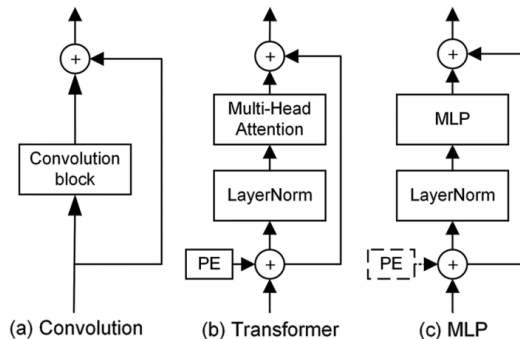 +
Convolution
block
(a) Convolution
+
Multi-Head
Attention
LayerNorm
PE
+
(b) Transformer
+
MLP
LayerNorm
PE
+
(c) MLP